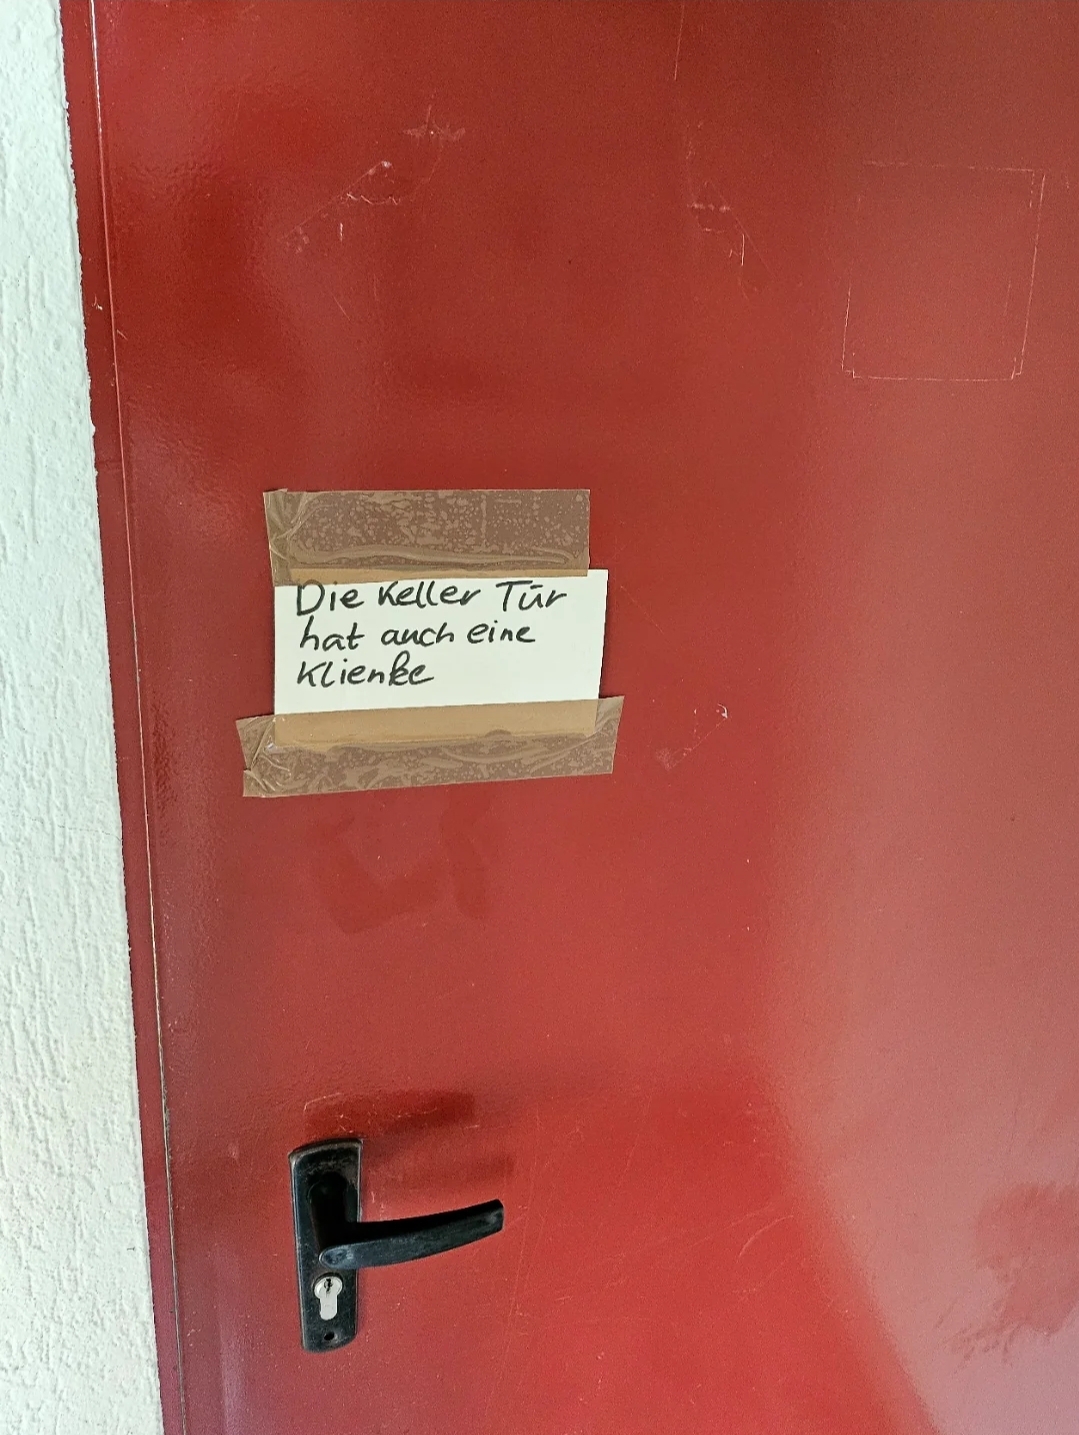 Die Keller Tür
hat auch eine
Klienke